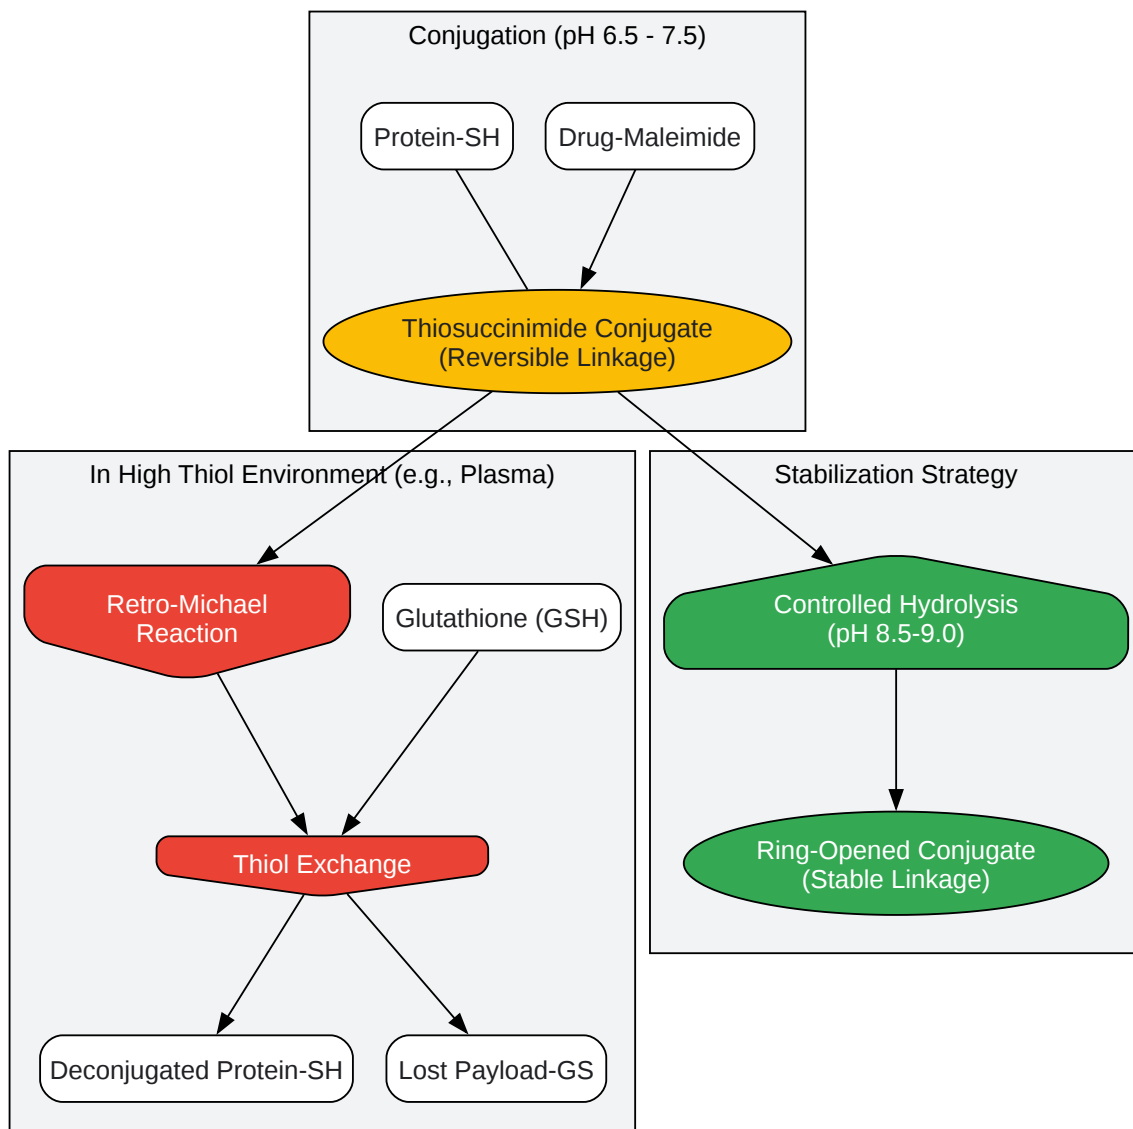 Conjugation (pH 6.5 - 7.5)
Protein-SH
Drug-Maleimide
Thiosuccinimide Conjugate
(Reversible Linkage)
In High Thiol Environment (e.g., Plasma)
Retro-Michael
Reaction
Glutathione (GSH)
Thiol Exchange
Deconjugated Protein-SH
Lost Payload-GS
Stabilization Strategy
Controlled Hydrolysis
(pH 8.5-9.0)
Ring-Opened Conjugate
(Stable Linkage)